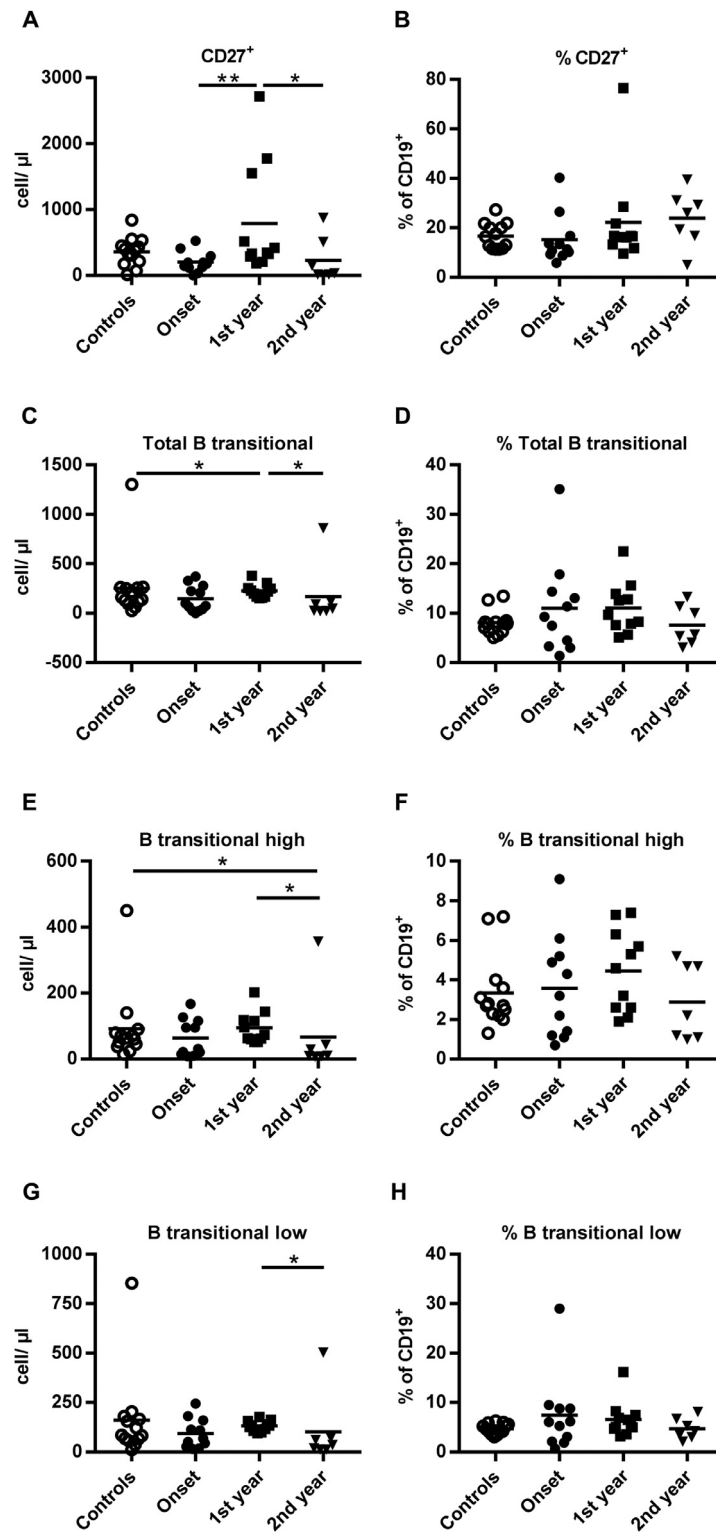 A
CD27+
cell/ µl
3000
2000
1000
0
** *
Controls Onset 1st year 2nd year
B
% CD27+
% of CD19+
80
60
40
20
0
Controls Onset 1st year 2nd year
C
Total B transitional
cell/ µl
1500
1000
500
0
-500
* *
Controls Onset 1st year 2nd year
D
% Total B transitional
% of CD19+
40
30
20
10
0
Controls Onset 1st year 2nd year
E
B transitional high
cell/ µl
600
400
200
0
*
*
Controls Onset 1st year 2nd year
F
% B transitional high
% of CD19+
10
8
6
4
2
0
Controls Onset 1st year 2nd year
G
B transitional low
cell/ µl
1000
750
500
250
0
*
Controls Onset 1st year 2nd year
H
% B transitional low
% of CD19+
40
30
20
10
0
Controls Onset 1st year 2nd year